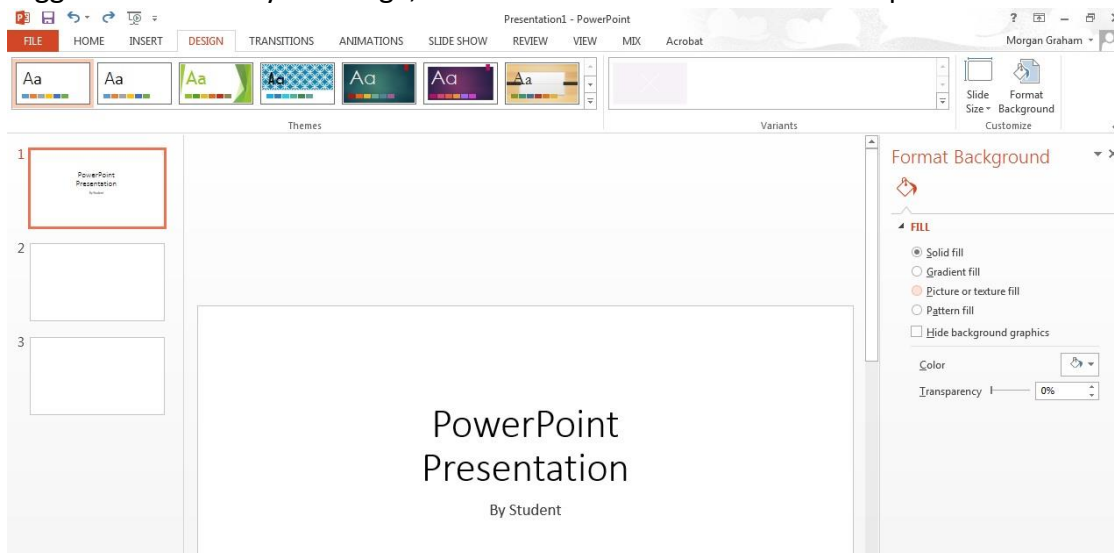 Presentation1 - PowerPoint
?
FILE HOME INSERT DESIGN TRANSITIONS ANIMATIONS SLIDE SHOW REVIEW VIEW MIX Acrobat
Morgan Graham
Aa Aa Aa Aa Aa Aa Aa
Slide Size
Format Background
Themes
Variants
Customize
1
PowerPoint
Presentation
By Student
2
3
Format Background
FILL
Solid fill
Gradient fill
Picture or texture fill
Pattern fill
Hide background graphics
Color
Transparency 0%
PowerPoint
Presentation
By Student